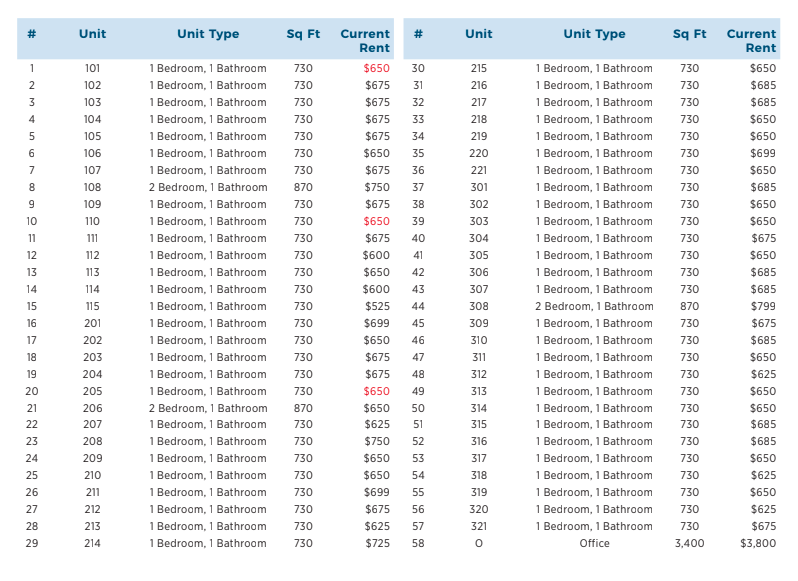 # Unit Unit Type Sq Ft Current Rent
1 101 1 Bedroom, 1 Bathroom 730 $650
2 102 1 Bedroom, 1 Bathroom 730 $675
3 103 1 Bedroom, 1 Bathroom 730 $675
4 104 1 Bedroom, 1 Bathroom 730 $675
5 105 1 Bedroom, 1 Bathroom 730 $675
6 106 1 Bedroom, 1 Bathroom 730 $650
7 107 1 Bedroom, 1 Bathroom 730 $675
8 108 2 Bedroom, 1 Bathroom 870 $750
9 109 1 Bedroom, 1 Bathroom 730 $675
10 110 1 Bedroom, 1 Bathroom 730 $650
11 111 1 Bedroom, 1 Bathroom 730 $675
12 112 1 Bedroom, 1 Bathroom 730 $600
13 113 1 Bedroom, 1 Bathroom 730 $650
14 114 1 Bedroom, 1 Bathroom 730 $600
15 115 1 Bedroom, 1 Bathroom 730 $525
16 201 1 Bedroom, 1 Bathroom 730 $699
17 202 1 Bedroom, 1 Bathroom 730 $650
18 203 1 Bedroom, 1 Bathroom 730 $675
19 204 1 Bedroom, 1 Bathroom 730 $675
20 205 1 Bedroom, 1 Bathroom 730 $650
21 206 2 Bedroom, 1 Bathroom 870 $650
22 207 1 Bedroom, 1 Bathroom 730 $625
23 208 1 Bedroom, 1 Bathroom 730 $750
24 209 1 Bedroom, 1 Bathroom 730 $650
25 210 1 Bedroom, 1 Bathroom 730 $650
26 211 1 Bedroom, 1 Bathroom 730 $699
27 212 1 Bedroom, 1 Bathroom 730 $675
28 213 1 Bedroom, 1 Bathroom 730 $625
29 214 1 Bedroom, 1 Bathroom 730 $725
# Unit Unit Type Sq Ft Current Rent
30 215 1 Bedroom, 1 Bathroom 730 $650
31 216 1 Bedroom, 1 Bathroom 730 $685
32 217 1 Bedroom, 1 Bathroom 730 $685
33 218 1 Bedroom, 1 Bathroom 730 $650
34 219 1 Bedroom, 1 Bathroom 730 $650
35 220 1 Bedroom, 1 Bathroom 730 $699
36 221 1 Bedroom, 1 Bathroom 730 $650
37 301 1 Bedroom, 1 Bathroom 730 $685
38 302 1 Bedroom, 1 Bathroom 730 $650
39 303 1 Bedroom, 1 Bathroom 730 $650
40 304 1 Bedroom, 1 Bathroom 730 $675
41 305 1 Bedroom, 1 Bathroom 730 $650
42 306 1 Bedroom, 1 Bathroom 730 $685
43 307 1 Bedroom, 1 Bathroom 730 $685
44 308 2 Bedroom, 1 Bathroom 870 $799
45 309 1 Bedroom, 1 Bathroom 730 $675
46 310 1 Bedroom, 1 Bathroom 730 $685
47 311 1 Bedroom, 1 Bathroom 730 $650
48 312 1 Bedroom, 1 Bathroom 730 $625
49 313 1 Bedroom, 1 Bathroom 730 $650
50 314 1 Bedroom, 1 Bathroom 730 $650
51 315 1 Bedroom, 1 Bathroom 730 $685
52 316 1 Bedroom, 1 Bathroom 730 $685
53 317 1 Bedroom, 1 Bathroom 730 $650
54 318 1 Bedroom, 1 Bathroom 730 $625
55 319 1 Bedroom, 1 Bathroom 730 $650
56 320 1 Bedroom, 1 Bathroom 730 $625
57 321 1 Bedroom, 1 Bathroom 730 $675
58 O Office 3,400 $3,800